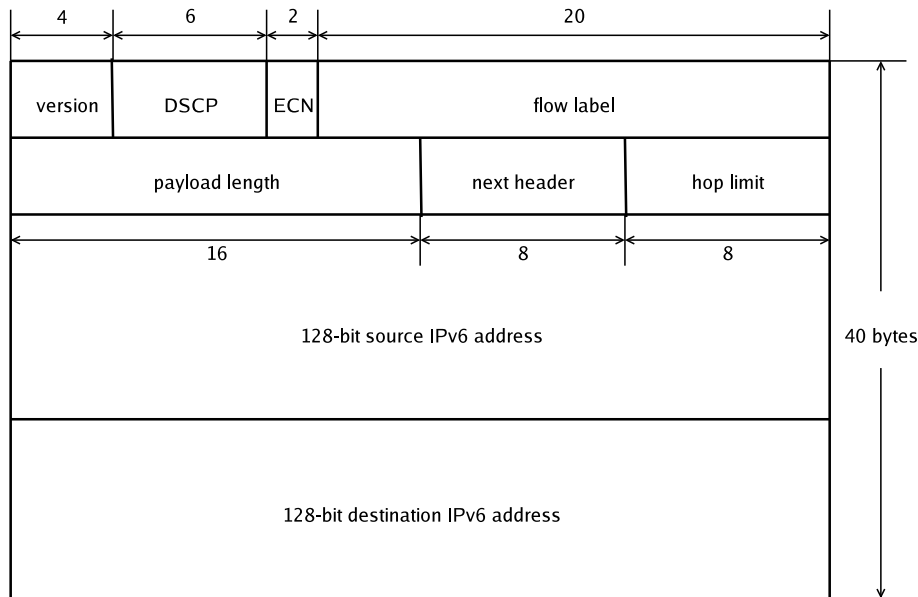 4 6 2 20
version DSCP ECN flow label
payload length next header hop limit
16 8 8
128-bit source IPv6 address
40 bytes
128-bit destination IPv6 address